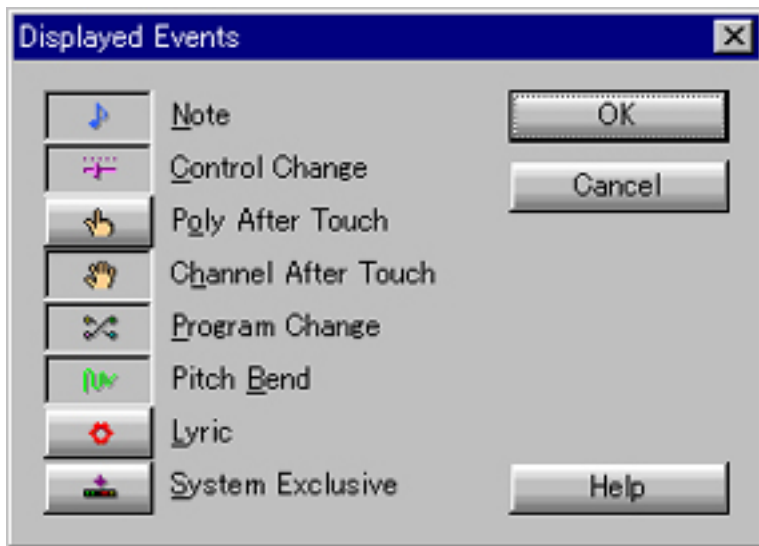 Displayed Events
Note
OK
Control Change
Cancel
Poly After Touch
Channel After Touch
Program Change
Pitch Bend
Lyric
System Exclusive
Help